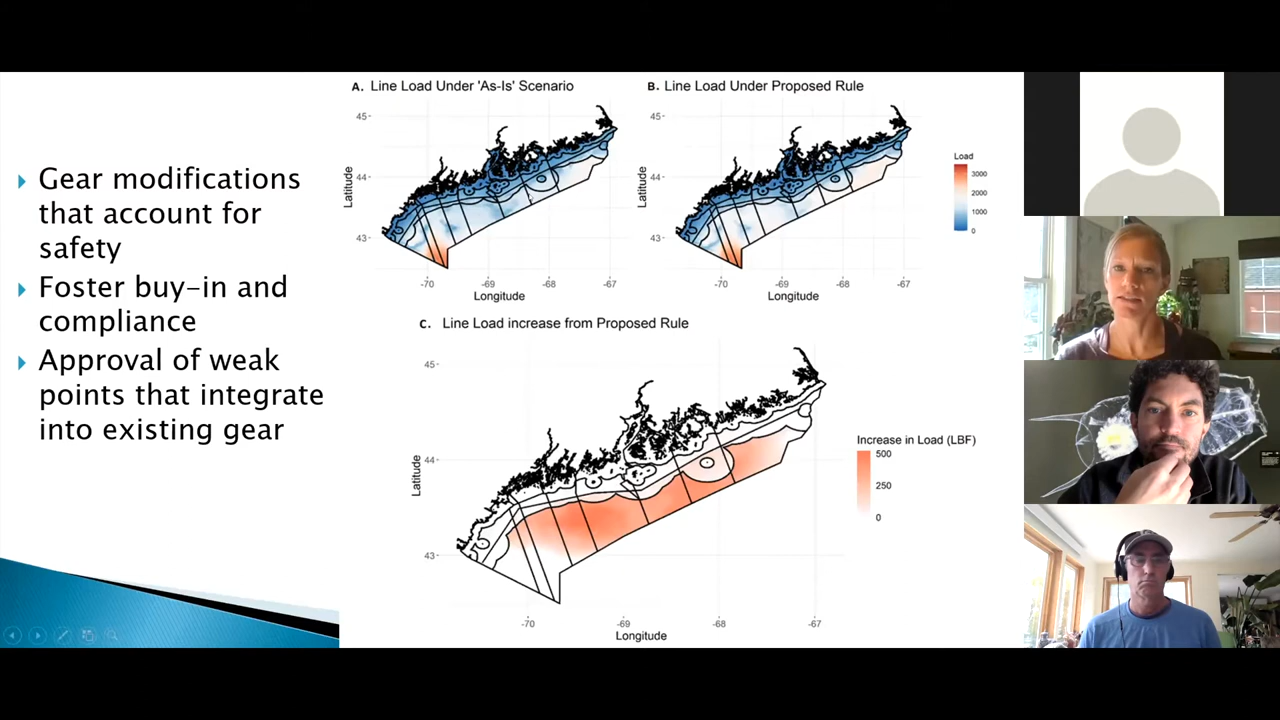 Gear modifications
that account for
safety
Foster buy-in and
compliance
Approval of weak
points that integrate
into existing gear
A. Line Load Under 'As-Is' Scenario
45
44
43
Latitude
-70
-69
-68
-67
Longitude
B. Line Load Under Proposed Rule
45
44
43
Latitude
-70
-69
-68
-67
Longitude
Load
3000
2000
1000
0
C. Line Load increase from Proposed Rule
45
44
43
Latitude
-70
-69
-68
-67
Longitude
Increase in Load (LBF)
500
250
0